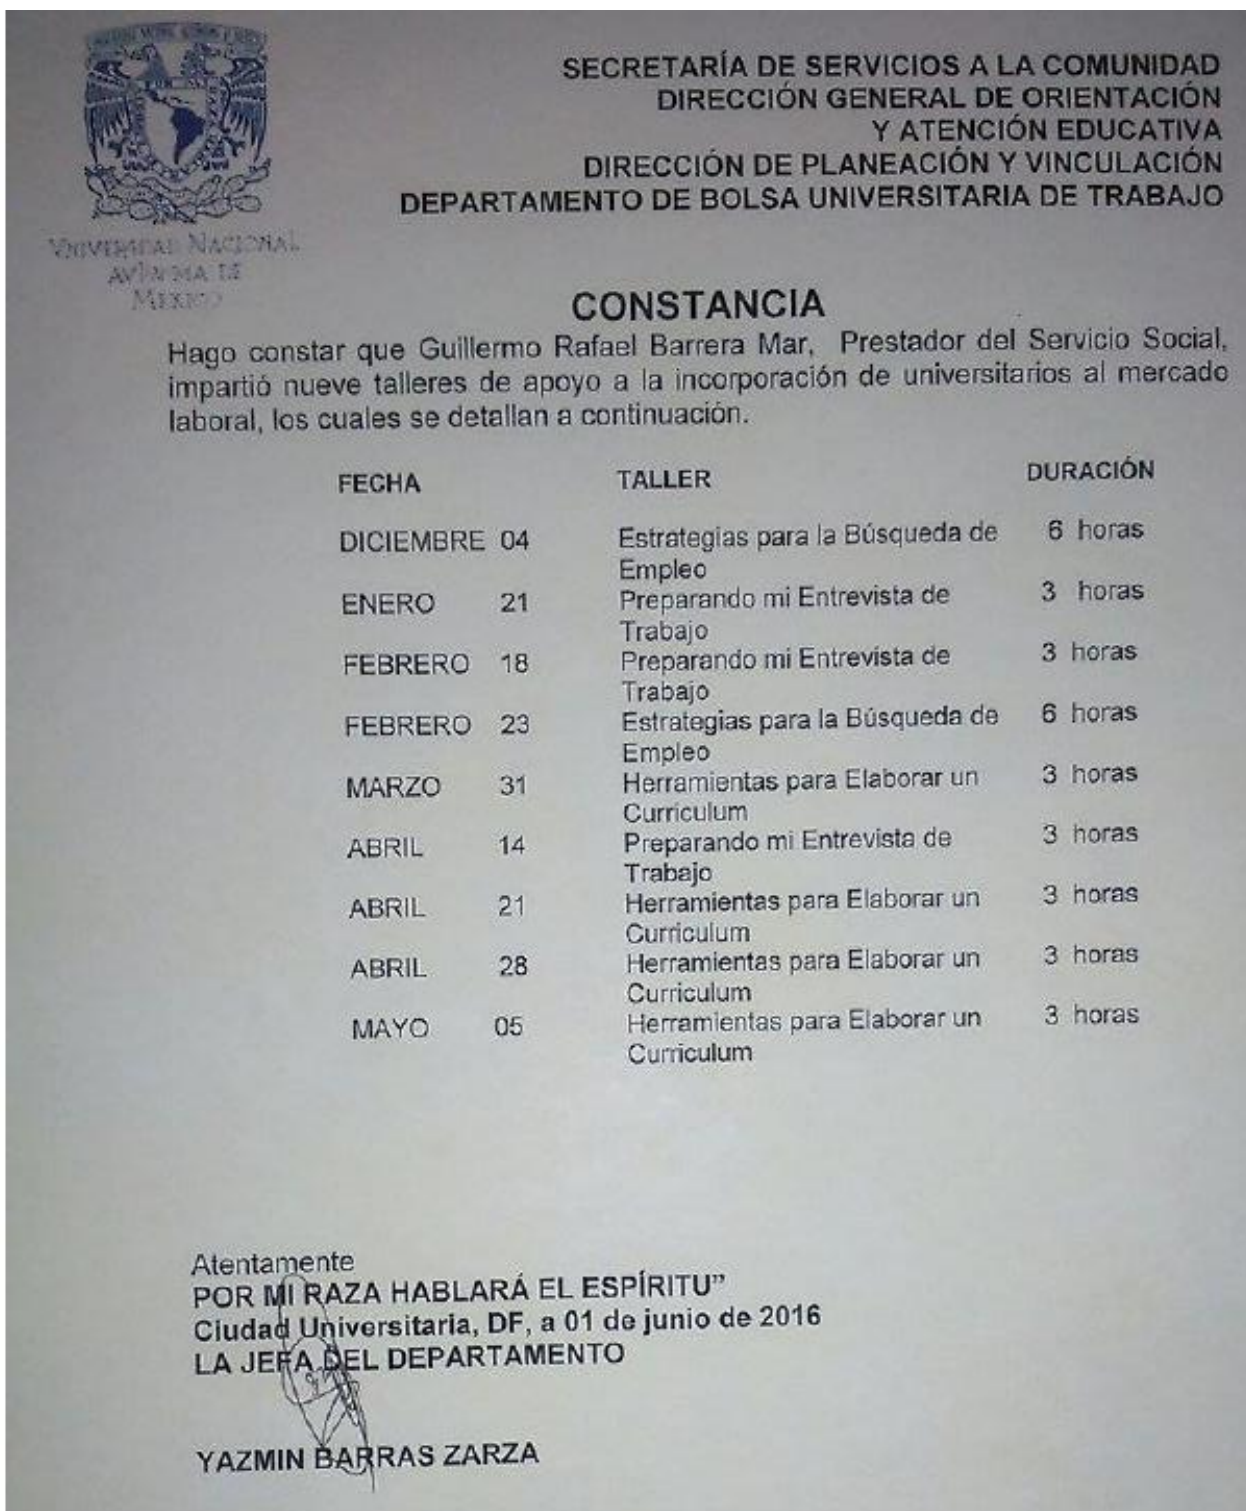 SECRETARÍA DE SERVICIOS A LA COMUNIDAD
DIRECCIÓN GENERAL DE ORIENTACIÓN
Y ATENCIÓN EDUCATIVA
DIRECCIÓN DE PLANEACIÓN Y VINCULACIÓN
DEPARTAMENTO DE BOLSA UNIVERSITARIA DE TRABAJO
VNIVERSIDAD NACIONAL
AVTNOMA DE
MEXICO
CONSTANCIA
Hago constar que Guillermo Rafael Barrera Mar, Prestador del Servicio Social,
impartió nueve talleres de apoyo a la incorporación de universitarios al mercado
laboral, los cuales se detallan a continuación.
FECHA TALLER DURACIÓN
DICIEMBRE 04 Estrategias para la Búsqueda de 6 horas
Empleo
ENERO 21 Preparando mi Entrevista de 3 horas
Trabajo
FEBRERO 18 Preparando mi Entrevista de 3 horas
Trabajo
FEBRERO 23 Estrategias para la Búsqueda de 6 horas
Empleo
MARZO 31 Herramientas para Elaborar un 3 horas
Curriculum
ABRIL 14 Preparando mi Entrevista de 3 horas
Trabajo
ABRIL 21 Herramientas para Elaborar un 3 horas
Curriculum
ABRIL 28 Herramientas para Elaborar un 3 horas
Curriculum
MAYO 05 Herramientas para Elaborar un 3 horas
Curriculum
Atentamente
POR MI RAZA HABLARÁ EL ESPÍRITU”
Ciudad Universitaria, DF, a 01 de junio de 2016
LA JEFA DEL DEPARTAMENTO
YAZMIN BARRAS ZARZA